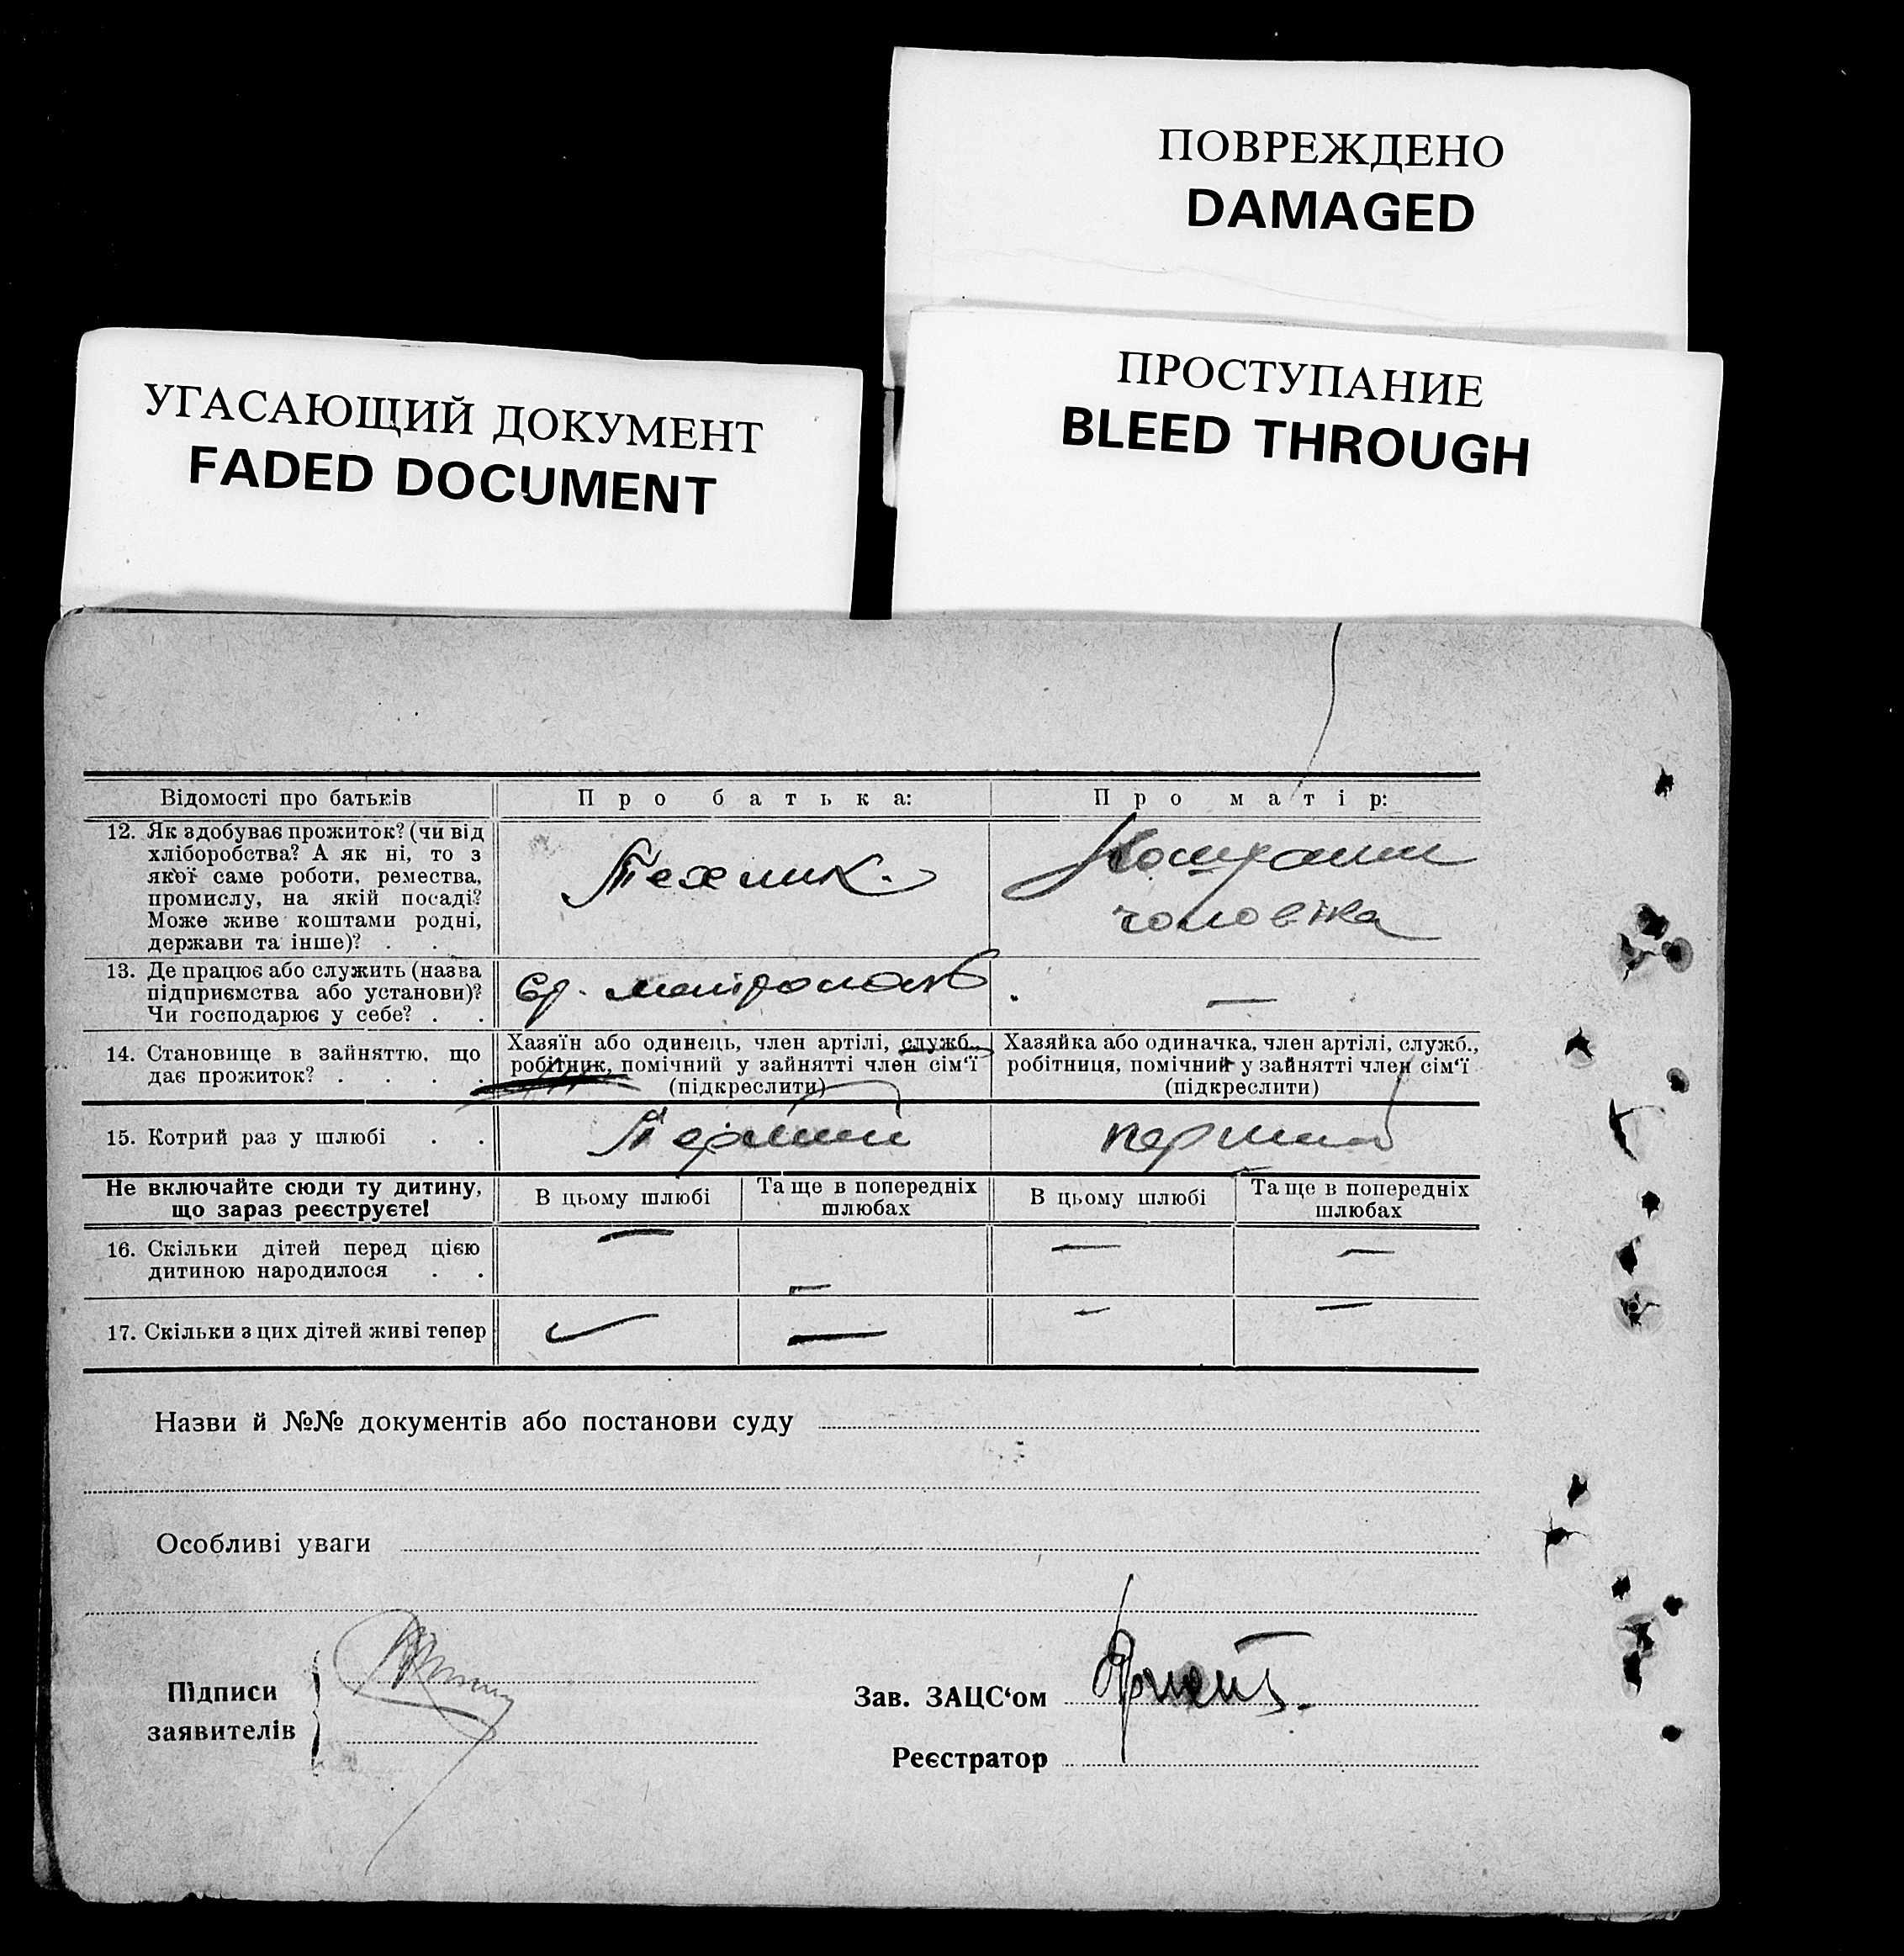 ПОВРЕЖДЕНО
DAMAGED
ПРОСТУПАНИЕ
BLEED THROUGH
УГАСАЮЩИЙ ДОКУМЕНТ
FADED DOCUMENT
Відомості про батьків
Про батька:
Про матір:
12. Як здобуває прожиток? (чи від
хліборобства? А як ні, то з
якої саме роботи, ремества,
промислу, на якій посаді?
Може живе коштами родні,
держави та інше)? . .
Техник.
Коштами
чоловіка
13. Де працює або служить (назва
підприємства або установи)?
Чи господарює у себе? . .
—
14. Становище в зайняттю, що
дає прожиток? . . . .
Хазяїн або одинець, член артілі, служб.,
робітник, помічний у зайнятті член сім‘ї
(підкреслити)
Хазяйка або одиначка, член артілі, служб.,
робітниця, помічний у зайнятті член сім‘ї
(підкреслити)
15. Котрий раз у шлюбі . .
Первий
перший
Не включайте сюди ту дитину,
що зараз реєструєте!
В цьому шлюбі
Та ще в попередніх
шлюбах
В цьому шлюбі
Та ще в попередніх
шлюбах
16. Скільки дітей перед цією
дитиною народилося . .
— — — —
17. Скільки з цих дітей живі тепер
— — — —
Назви й №№ документів або постанови суду
Особливі уваги
Підписи
заявителів
Зав. ЗАЦС‘ом
Реєстратор